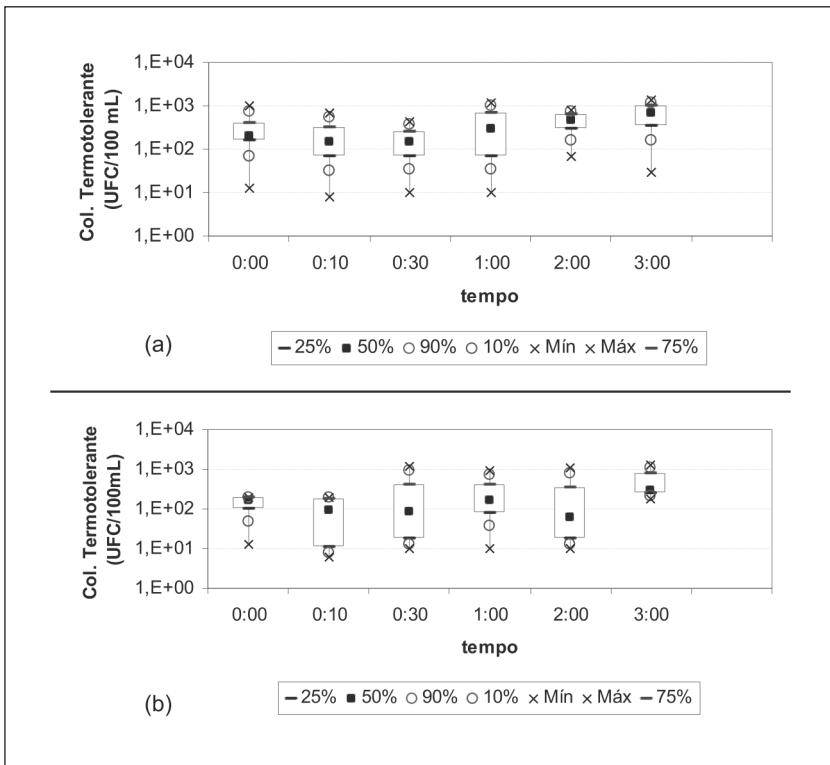 Col. Termotolerante
(UFC/100 mL)
1,E+04
1,E+03
1,E+02
1,E+01
1,E+00
0:00 0:10 0:30 1:00 2:00 3:00
tempo
(a)
25% 50% 90% 10% Mín Máx 75%
Col. Termotolerante
(UFC/100mL)
1,E+04
1,E+03
1,E+02
1,E+01
1,E+00
0:00 0:10 0:30 1:00 2:00 3:00
tempo
(b)
25% 50% 90% 10% Mín Máx 75%